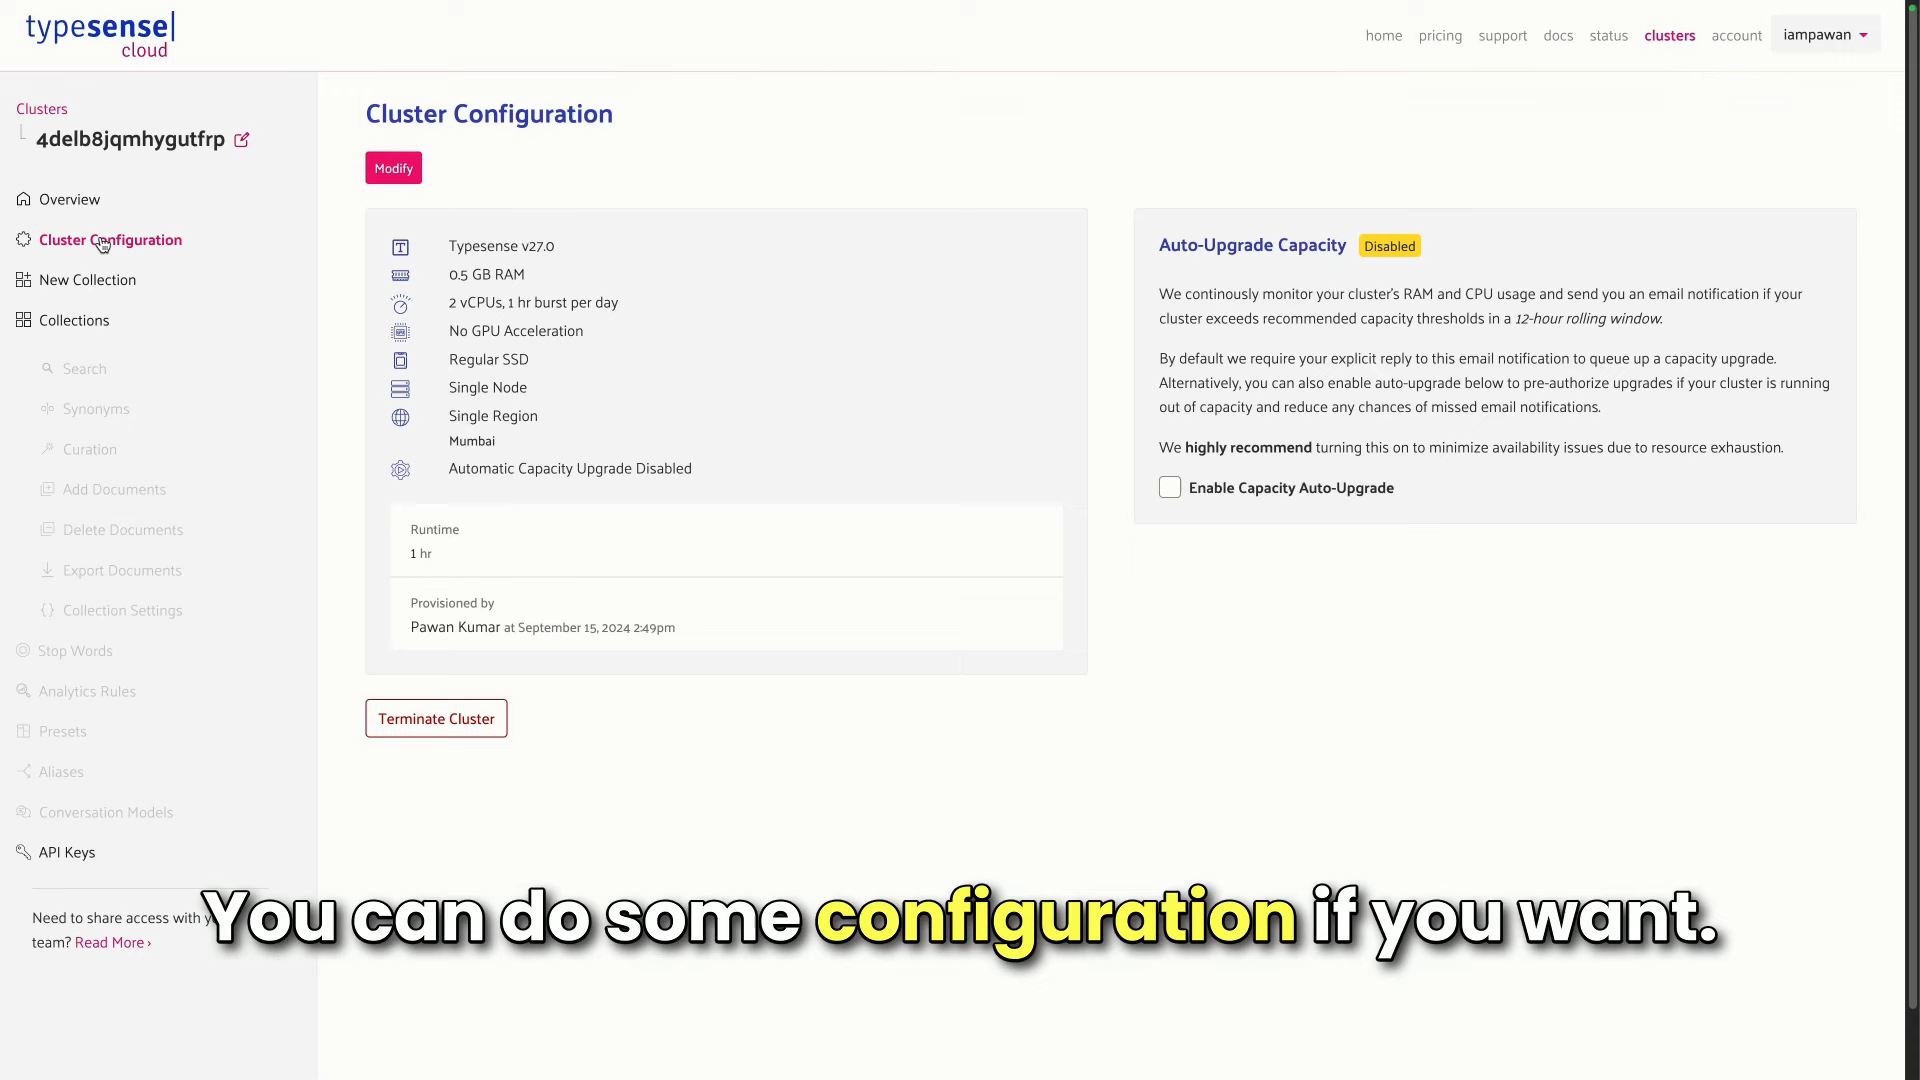 typesense
cloud
home
pricing
support
docs
status
clusters
account
iampawan
Clusters
4delb8jqmhygutfrp
Overview
Cluster Configuration
New Collection
Collections
Search
Synonyms
Curation
Add Documents
Delete Documents
Export Documents
Collection Settings
Stop Words
Analytics Rules
Presets
Aliases
Conversation Models
API Keys
Need to share access with y
team? Read More ›
Cluster Configuration
Modify
Typesense v27.0
0.5 GB RAM
2 vCPUs, 1 hr burst per day
No GPU Acceleration
Regular SSD
Single Node
Single Region
Mumbai
Automatic Capacity Upgrade Disabled
Runtime
1 hr
Provisioned by
Pawan Kumar at September 15, 2024 2:49pm
Terminate Cluster
Auto-Upgrade Capacity Disabled
We continously monitor your cluster's RAM and CPU usage and send you an email notification if your
cluster exceeds recommended capacity thresholds in a 12-hour rolling window.
By default we require your explicit reply to this email notification to queue up a capacity upgrade.
Alternatively, you can also enable auto-upgrade below to pre-authorize upgrades if your cluster is running
out of capacity and reduce any chances of missed email notifications.
We highly recommend turning this on to minimize availability issues due to resource exhaustion.
Enable Capacity Auto-Upgrade
You can do some configuration if you want.